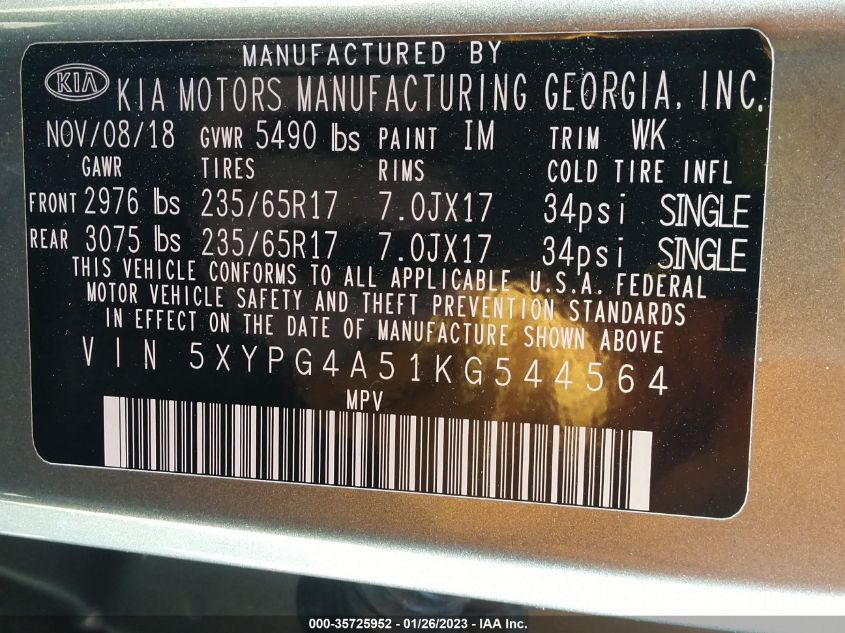 MANUFACTURED BY
KIA KIA MOTORS MANUFACTURING GEORGIA, INC.
NOV/08/18 GVWR 5490 lbs PAINT IM TRIM WK
GAWR TIRES RIMS COLD TIRE INFL
FRONT 2976 lbs 235/65R17 7.0JX17 34psi SINGLE
REAR 3075 lbs 235/65R17 7.0JX17 34psi SINGLE
THIS VEHICLE CONFORMS TO ALL APPLICABLE U.S.A. FEDERAL
MOTOR VEHICLE SAFETY AND THEFT PREVENTION STANDARDS
IN EFFECT ON THE DATE OF MANUFACTURE SHOWN ABOVE
VIN 5XYPG4A51KG544564
MPV
000-35725952 - 01/26/2023 - IAA Inc.